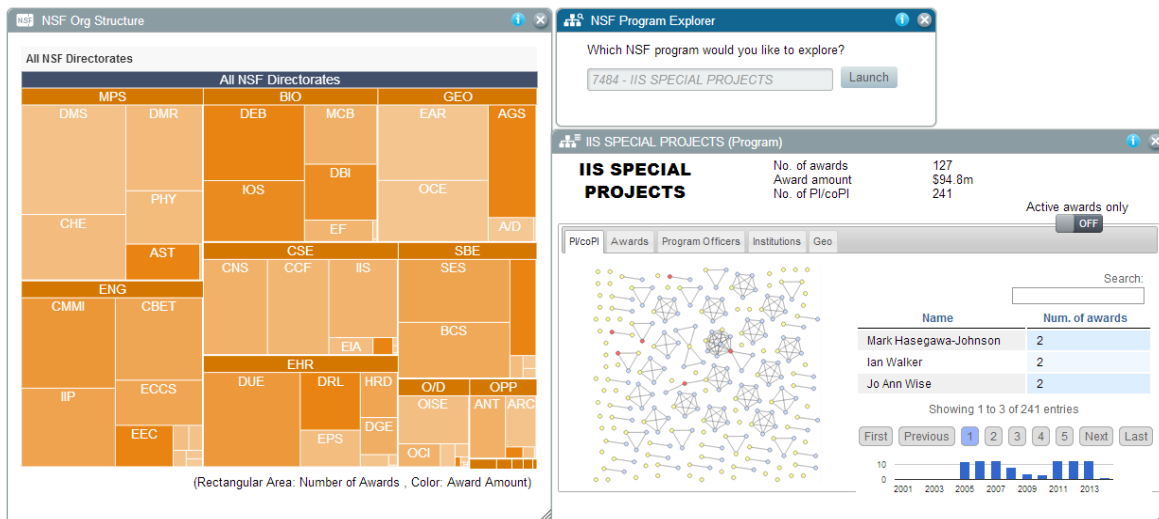 NSF NSF Org Structure
All NSF Directorates
All NSF Directorates
MPS BIO GEO
DMS DMR DEB MCB EAR AGS
DBI
IOS OCE
PHY
CHE EF A/D
AST
CSE SBE
CNS CCF IIS SES
ENG
CMMI CBET
BCS
EIA
EHR
DUE DRL HRD O/D OPP
ECCS
IIP OISE ANT ARC
DGE
EEC EPS
OCI
(Rectangular Area: Number of Awards , Color: Award Amount)
NSF Program Explorer
Which NSF program would you like to explore?
7484 - IIS SPECIAL PROJECTS Launch
IIS SPECIAL PROJECTS (Program)
IIS SPECIAL
PROJECTS
No. of awards 127
Award amount $94.8m
No. of PI/coPI 241
Active awards only
OFF
PI/coPI Awards Program Officers Institutions Geo
Search:
Name Num. of awards
Mark Hasegawa-Johnson 2
Ian Walker 2
Jo Ann Wise 2
Showing 1 to 3 of 241 entries
First Previous 1 2 3 4 5 Next Last
10
0
2001 2003 2005 2007 2009 2011 2013